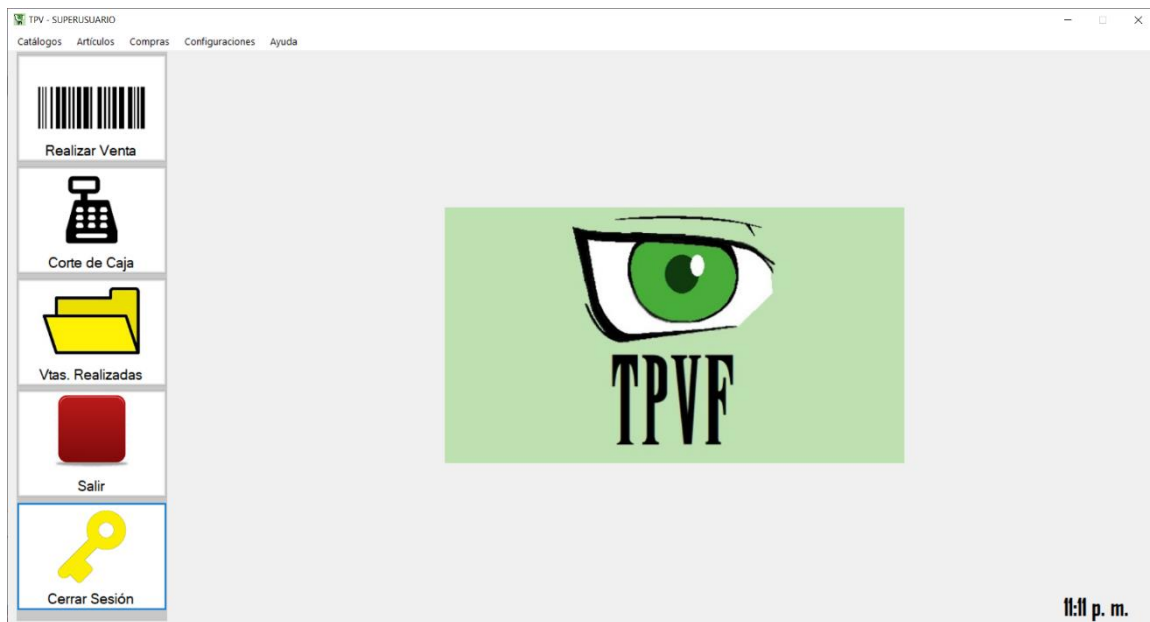 TPV - SUPERUSUARIO
Catálogos Artículos Compras Configuraciones Ayuda
Realizar Venta
Corte de Caja
Vtas. Realizadas
Salir
Cerrar Sesión
TPVF
11:11 p. m.